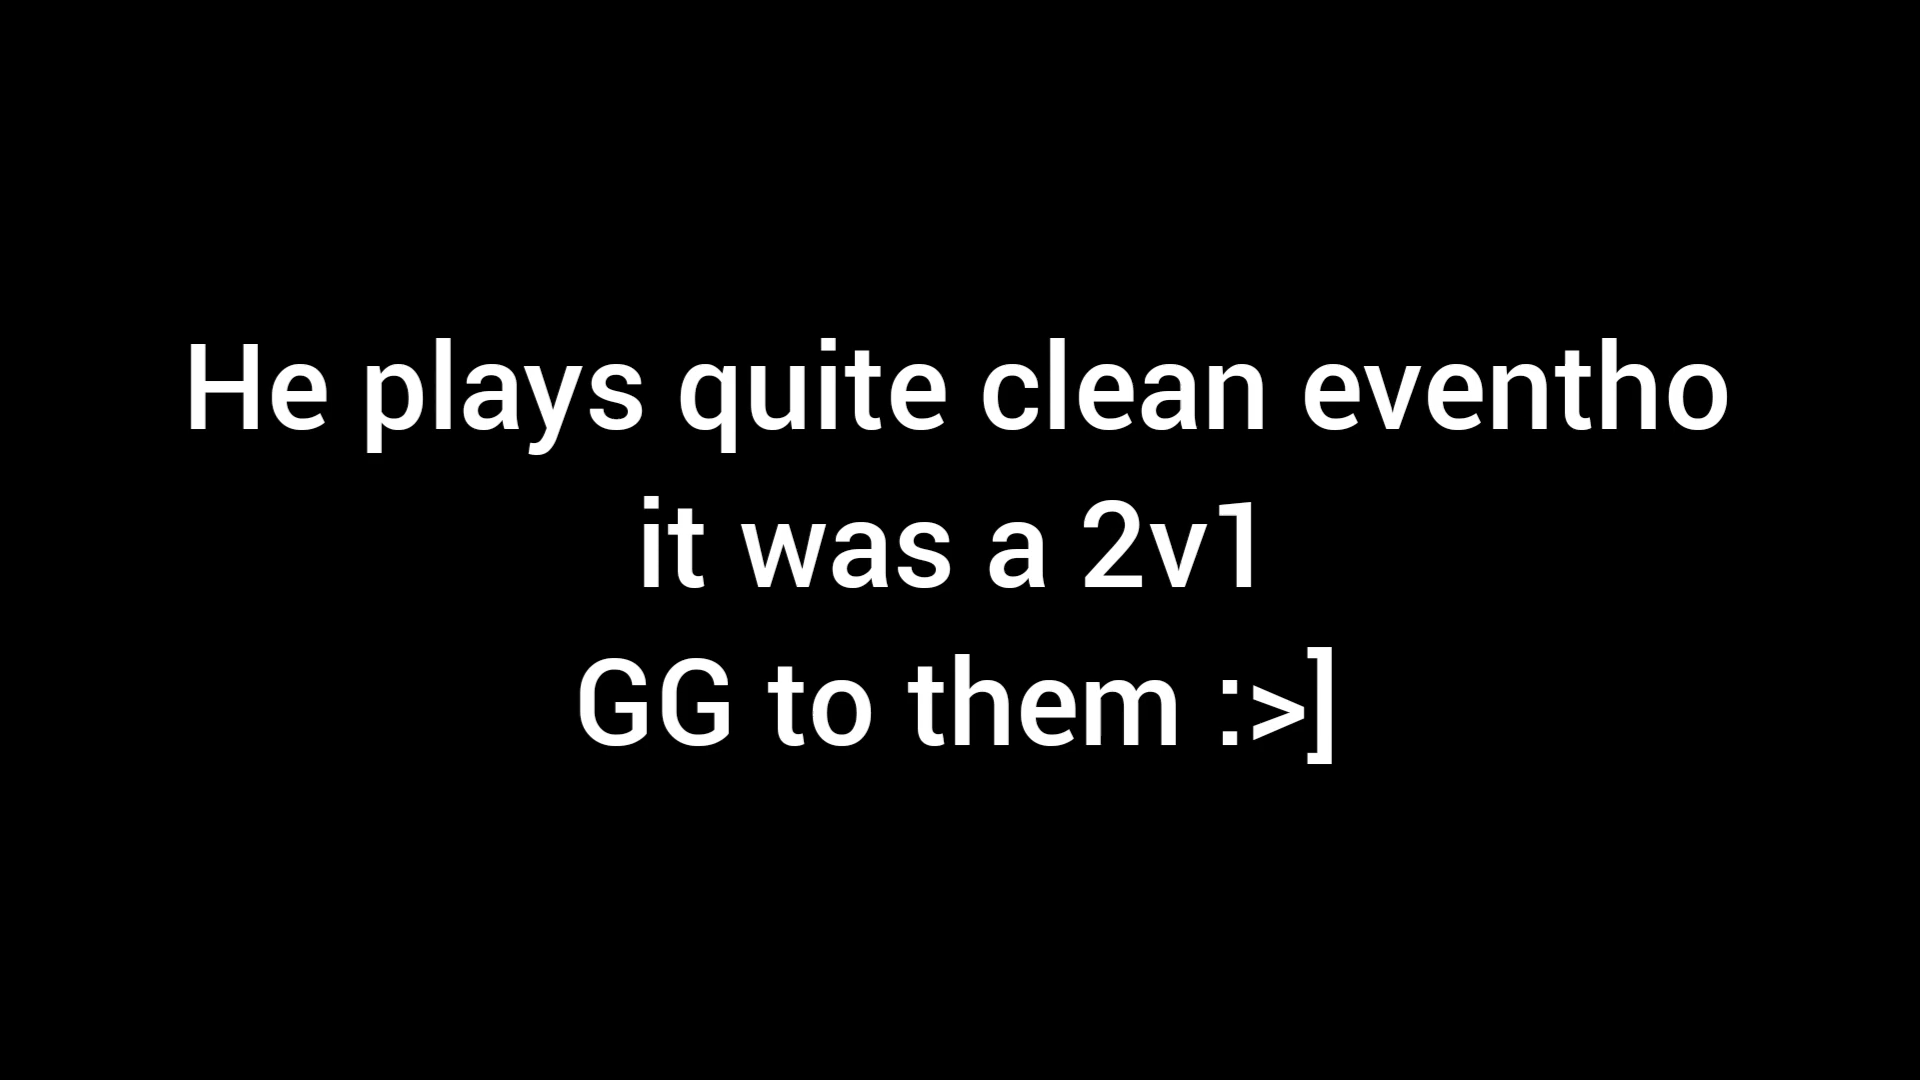 He plays quite clean eventho
it was a 2v1
GG to them :>]